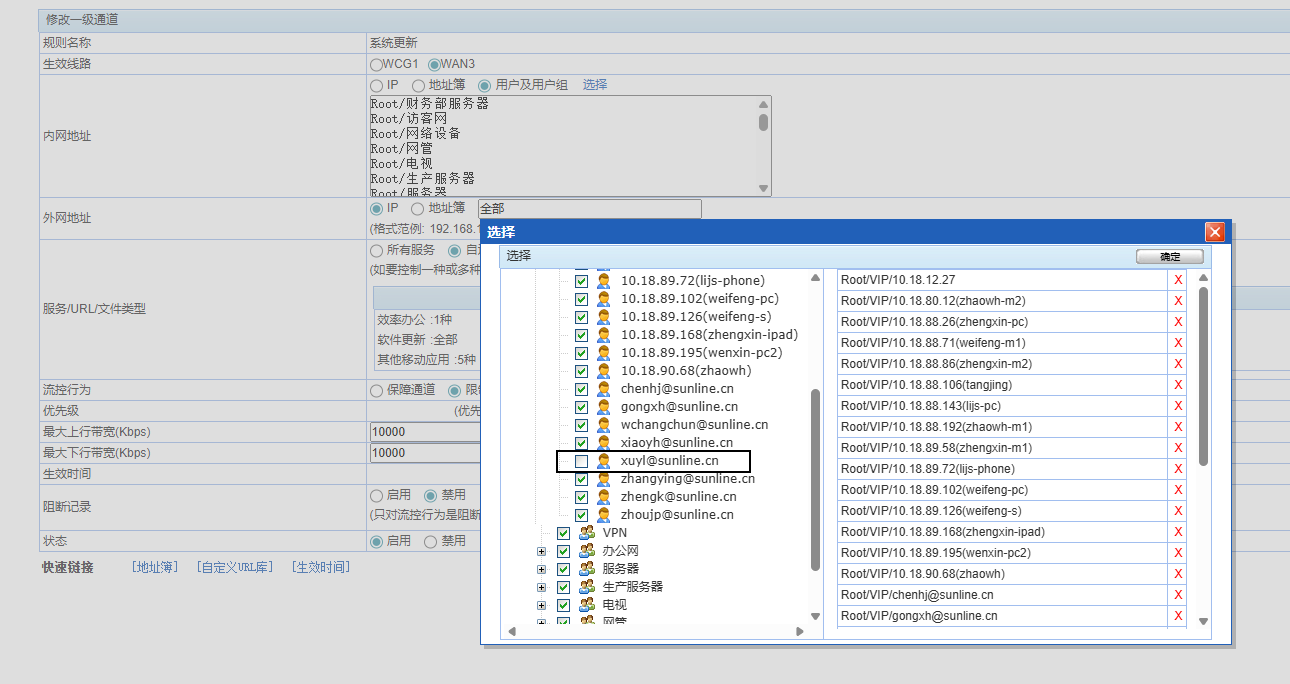 修改一级通道
规则名称 系统更新
生效线路 WCG1 WAN3
内网地址 IP 地址簿 用户及用户组 选择
Root/财务部服务器
Root/访客网
Root/网络设备
Root/网管
Root/电视
Root/生产服务器
Root/服务器
外网地址 IP 地址簿 全部
(格式范例: 192.168.
服务/URL/文件类型 所有服务
(如要控制一种或多种
效率办公 :1种
软件更新 :全部
其他移动应用 :5种
流控行为 保障通道
优先级 (优先
最大上行带宽(Kbps) 10000
最大下行带宽(Kbps) 10000
生效时间
阻断记录 启用 禁用
(只对流控行为是阻断
状态 启用 禁用
快速链接 [地址簿] [自定义URL库] [生效时间]
选择
选择 确定
10.18.89.72(lijs-phone)
10.18.89.102(weifeng-pc)
10.18.89.126(weifeng-s)
10.18.89.168(zhengxin-ipad)
10.18.89.195(wenxin-pc2)
10.18.90.68(zhaowh)
chenhj@sunline.cn
gongxh@sunline.cn
wchangchun@sunline.cn
xiaoyh@sunline.cn
xuyl@sunline.cn
zhangying@sunline.cn
zhengk@sunline.cn
zhoujp@sunline.cn
VPN
办公网
服务器
生产服务器
电视
网管
Root/VIP/10.18.12.27 X
Root/VIP/10.18.80.12(zhaowh-m2) X
Root/VIP/10.18.88.26(zhengxin-pc) X
Root/VIP/10.18.88.71(weifeng-m1) X
Root/VIP/10.18.88.86(zhengxin-m2) X
Root/VIP/10.18.88.106(tangjing) X
Root/VIP/10.18.88.143(lijs-pc) X
Root/VIP/10.18.88.192(zhaowh-m1) X
Root/VIP/10.18.89.58(zhengxin-m1) X
Root/VIP/10.18.89.72(lijs-phone) X
Root/VIP/10.18.89.102(weifeng-pc) X
Root/VIP/10.18.89.126(weifeng-s) X
Root/VIP/10.18.89.168(zhengxin-ipad) X
Root/VIP/10.18.89.195(wenxin-pc2) X
Root/VIP/10.18.90.68(zhaowh) X
Root/VIP/chenhj@sunline.cn X
Root/VIP/gongxh@sunline.cn X